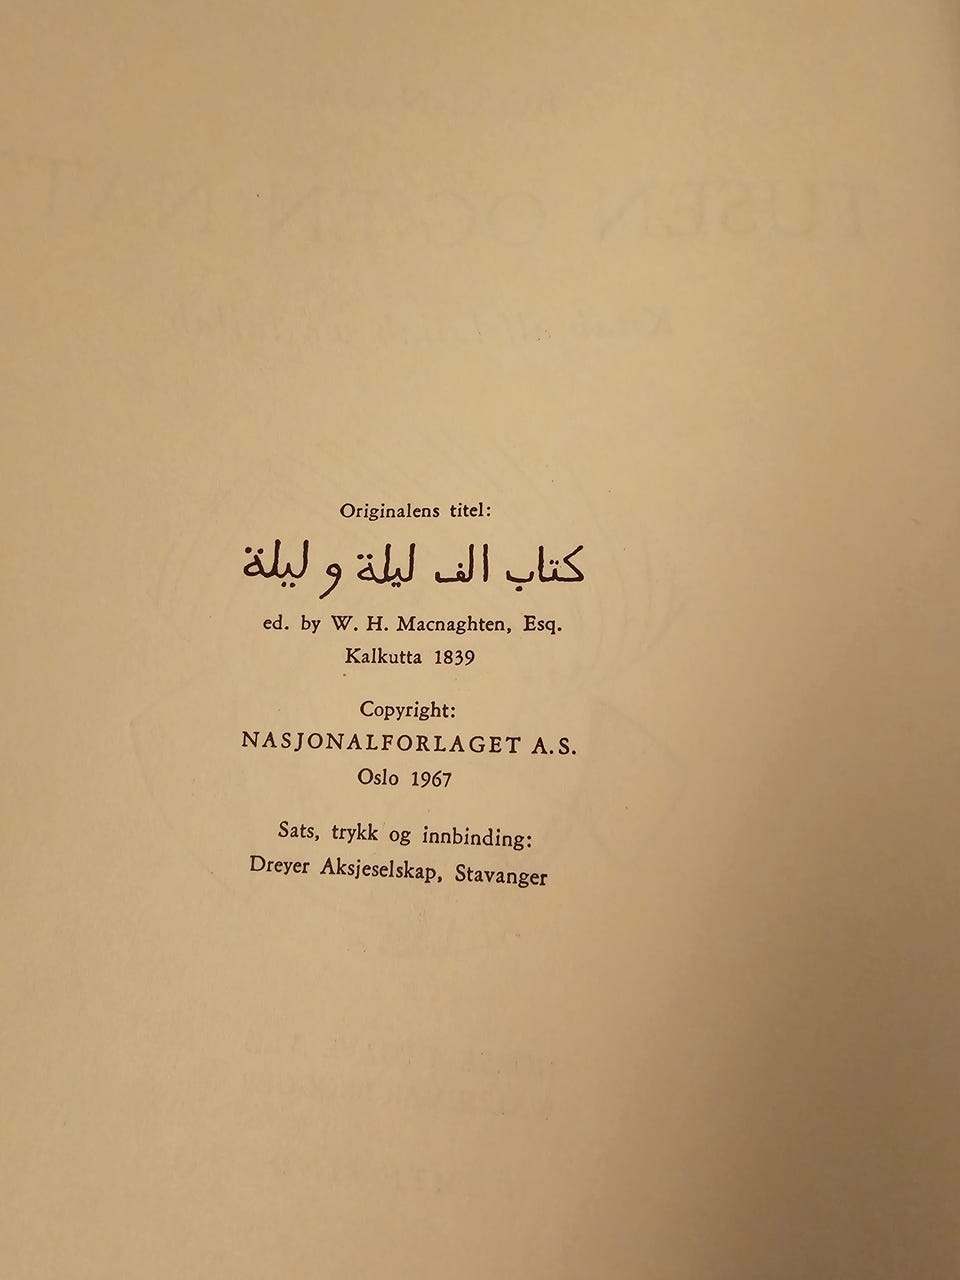 Originalens titel:
كتاب الف ليلة و ليلة
ed. by W. H. Macnaghten, Esq.
Kalkutta 1839
Copyright:
NASJONALFORLAGET A.S.
Oslo 1967
Sats, trykk og innbinding:
Dreyer Aksjeselskap, Stavanger